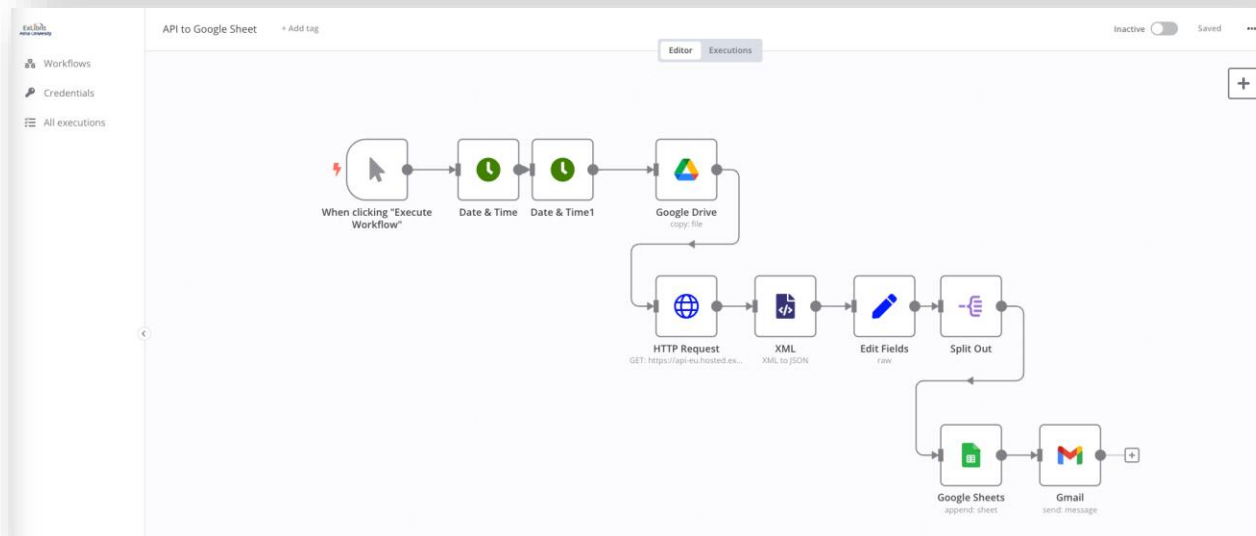 ExLibris
API to Google Sheet
+ Add tag
Inactive
Saved
Editor
Executions
Workflows
Credentials
All executions
When clicking "Execute
Workflow"
Date & Time
Date & Time1
Google Drive
copy: file
HTTP Request
GET: https://api-eu.hosted.ex...
XML
XML to JSON
Edit Fields
raw
Split Out
Google Sheets
append: sheet
Gmail
send: message